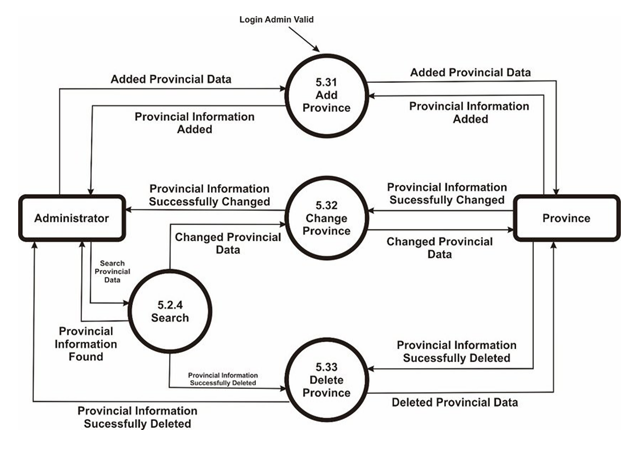 Login Admin Valid
5.31
Add
Province
Added Provincial Data
Provincial Information
Added
Added Provincial Data
Provincial Information
Added
Administrator
Provincial Information
Sucessfully Changed
5.32
Change
Province
Provincial Information
Sucessfully Changed
Province
Changed Provincial
Data
Changed Provincial
Data
Search
Provincial
Data
5.2.4
Search
Provincial
Information
Found
Provincial Information
Successfully Deleted
5.33
Delete
Province
Provincial Information
Sucessfully Deleted
Provincial Information
Sucessfully Deleted
Deleted Provincial Data